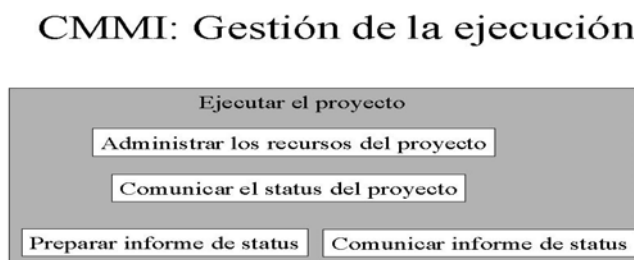 CMMI: Gestión de la ejecución
Ejecutar el proyecto
Administrar los recursos del proyecto
Comunicar el status del proyecto
Preparar informe de status
Comunicar informe de status